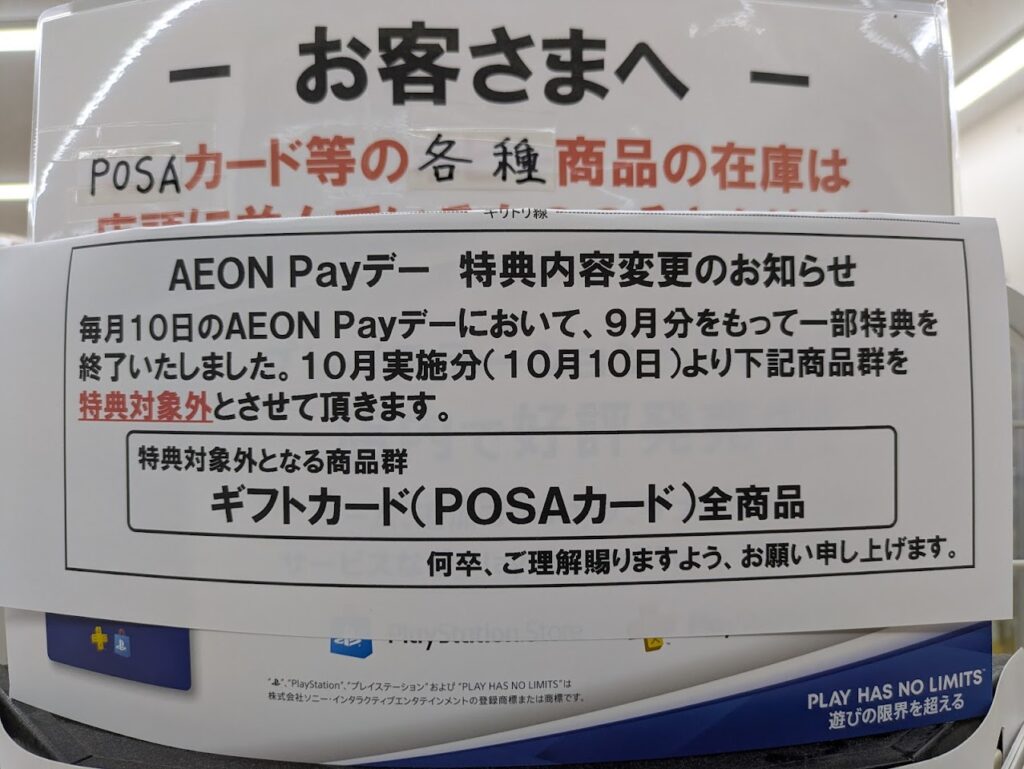 ― お客さまへ ―
POSAカード等の各種商品の在庫は
キリトリ線
AEON Payデー 特典内容変更のお知らせ
毎月10日のAEON Payデーにおいて、9月分をもって一部特典を
終了いたしました。10月実施分(10月10日)より下記商品群を
特典対象外とさせて頂きます。
特典対象外となる商品群
ギフトカード(POSAカード)全商品
何卒、ご理解賜りますよう、お願い申し上げます。
PlayStation Store
"PlayStation"、"プレイステーション"および"PLAY HAS NO LIMITS"は
株式会社ソニー・インタラクティブエンタテインメントの登録商標または商標です。
PLAY HAS NO LIMITS™
遊びの限界を超える